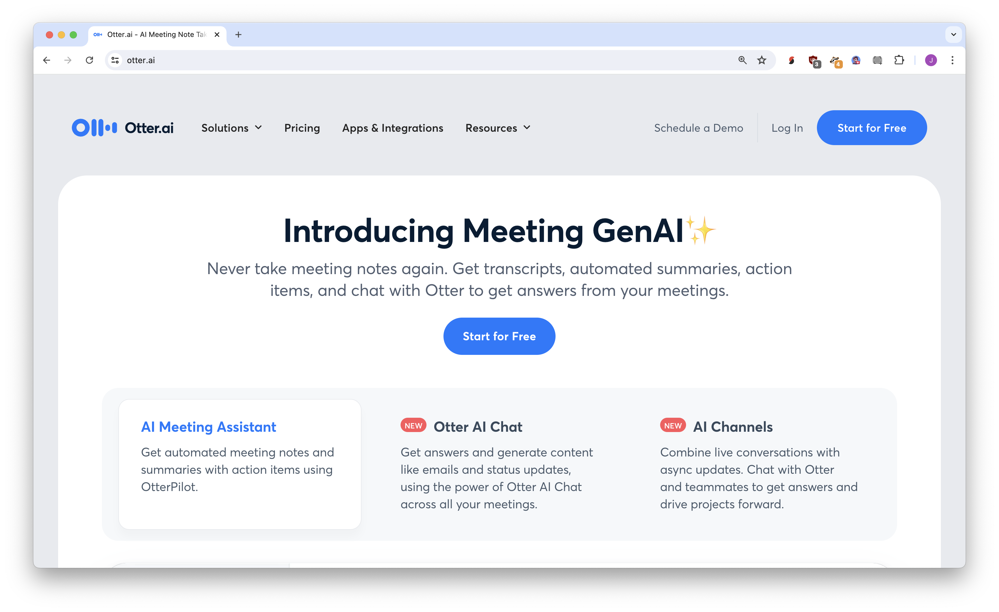 Otter.ai - AI Meeting Note Tak
otter.ai
3
4
J
Otter.ai
Solutions
Pricing
Apps & Integrations
Resources
Schedule a Demo
Log In
Start for Free
Introducing Meeting GenAI✨
Never take meeting notes again. Get transcripts, automated summaries, action
items, and chat with Otter to get answers from your meetings.
Start for Free
AI Meeting Assistant
Get automated meeting notes and
summaries with action items using
OtterPilot.
NEW Otter AI Chat
Get answers and generate content
like emails and status updates,
using the power of Otter AI Chat
across all your meetings.
NEW AI Channels
Combine live conversations with
async updates. Chat with Otter
and teammates to get answers and
drive projects forward.